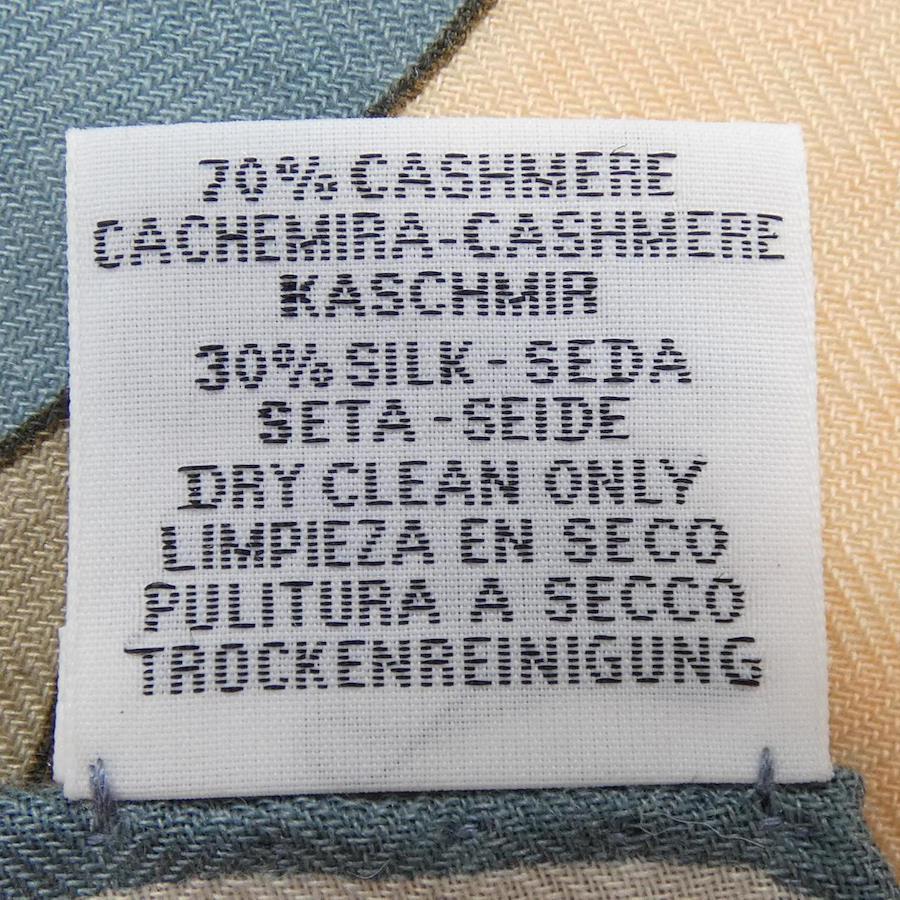 70% CASHMERE
CACHEMIRA-CASHMERE
KASCHMIR
30% SILK - SEDA
SETA - SEIDE
DRY CLEAN ONLY
LIMPIEZA EN SECO
PULITURA A SECCO
TROCKENREINIGUNG